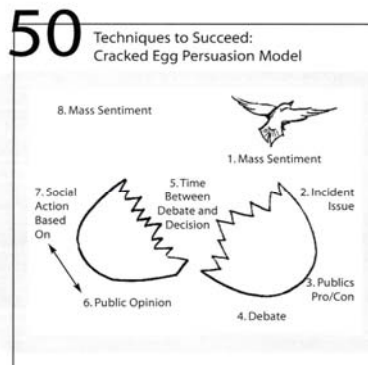 50
Techniques to Succeed:
Cracked Egg Persuasion Model
8. Mass Sentiment
1. Mass Sentiment
2. Incident
Issue
3. Publics
Pro/Con
4. Debate
5. Time
Between
Debate and
Decision
6. Public Opinion
7. Social
Action
Based
On